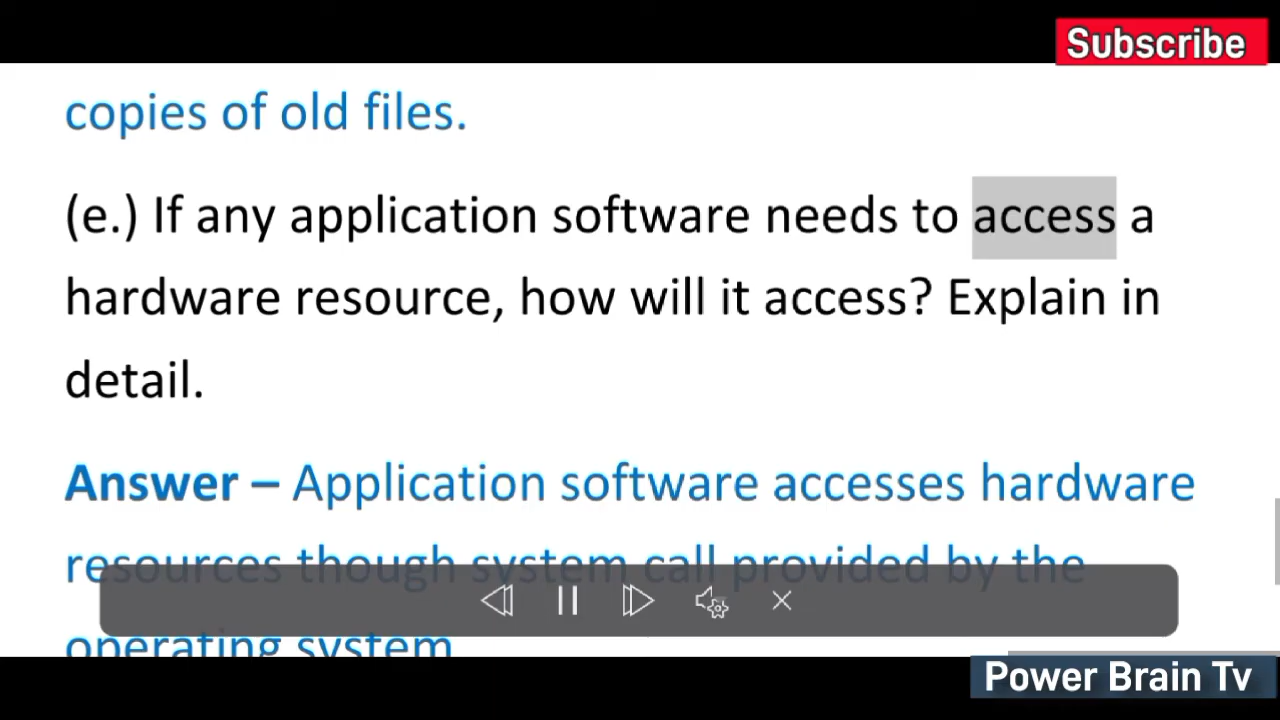 Subscribe
copies of old files.
(e.) If any application software needs to access a
hardware resource, how will it access? Explain in
detail.
Answer – Application software accesses hardware
resources though system call provided by the
operating system
Power Brain Tv